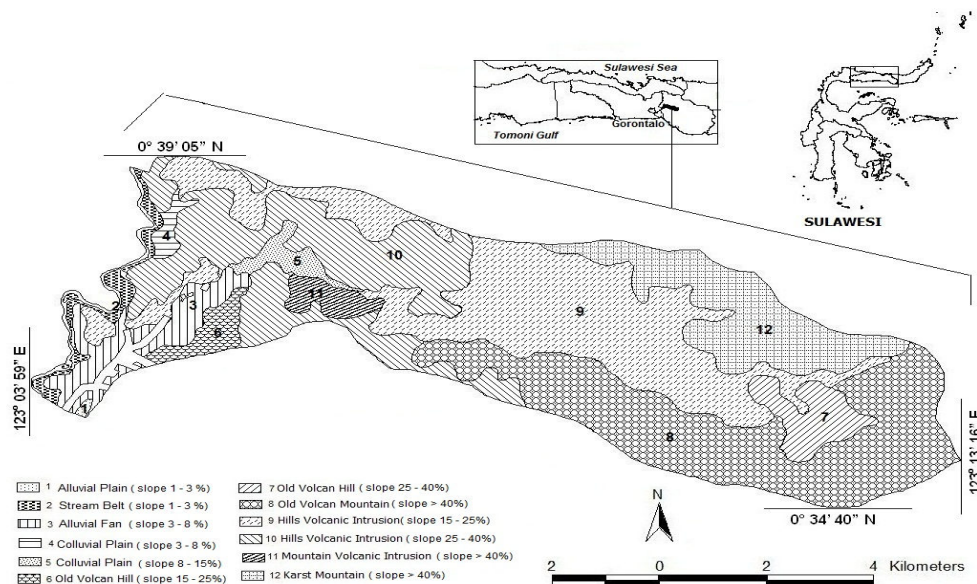 Sulawesi Sea
Gorontalo
Tomoni Gulf
SULAWESI
0° 39' 05" N
4
5
10
2
3
11
9
6
12
1
7
8
123° 03' 59" E
123° 13' 16" E
0° 34' 40" N
1 Alluvial Plain (slope 1 - 3 %)
2 Stream Belt (slope 1 - 3%)
3 Alluvial Fan (slope 3 - 8 %)
4 Colluvial Plain (slope 3 - 8 %)
5 Colluvial Plain (slope 8 - 15%)
6 Old Volcan Hill (slope 15 - 25%)
7 Old Volcan Hill (slope 25 - 40%)
8 Old Volcan Mountain (slope > 40%)
9 Hills Volcanic Intrusion (slope 15 - 25%)
10 Hills Volcanic Intrusion (slope 25 - 40%)
11 Mountain Volcanic Intrusion (slope > 40%)
12 Karst Mountain (slope > 40%)
N
2 0 2 4 Kilometers